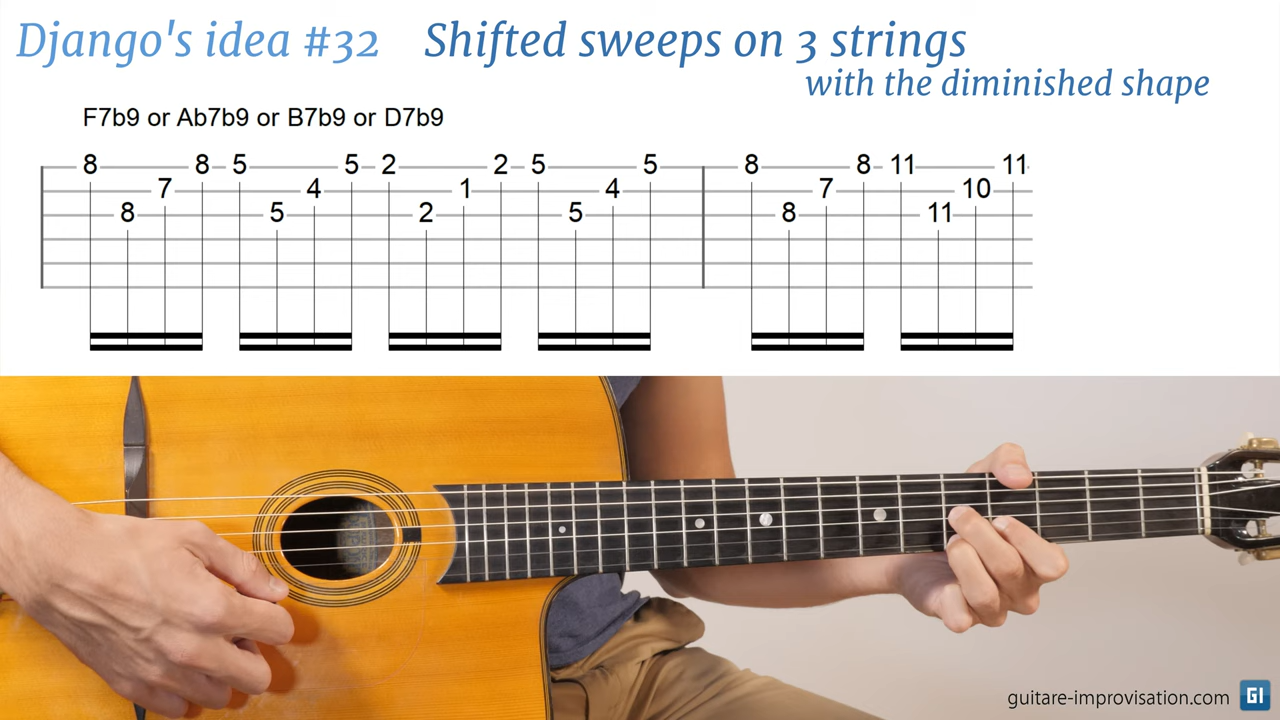 Django's idea #32 Shifted sweeps on 3 strings
with the diminished shape
F7b9 or Ab7b9 or B7b9 or D7b9
8 8 5 5 2 2 5 5 8 8 11 11
7 4 1 4 7 10
8 5 2 5 8 11
guitare-improvisation.com GI